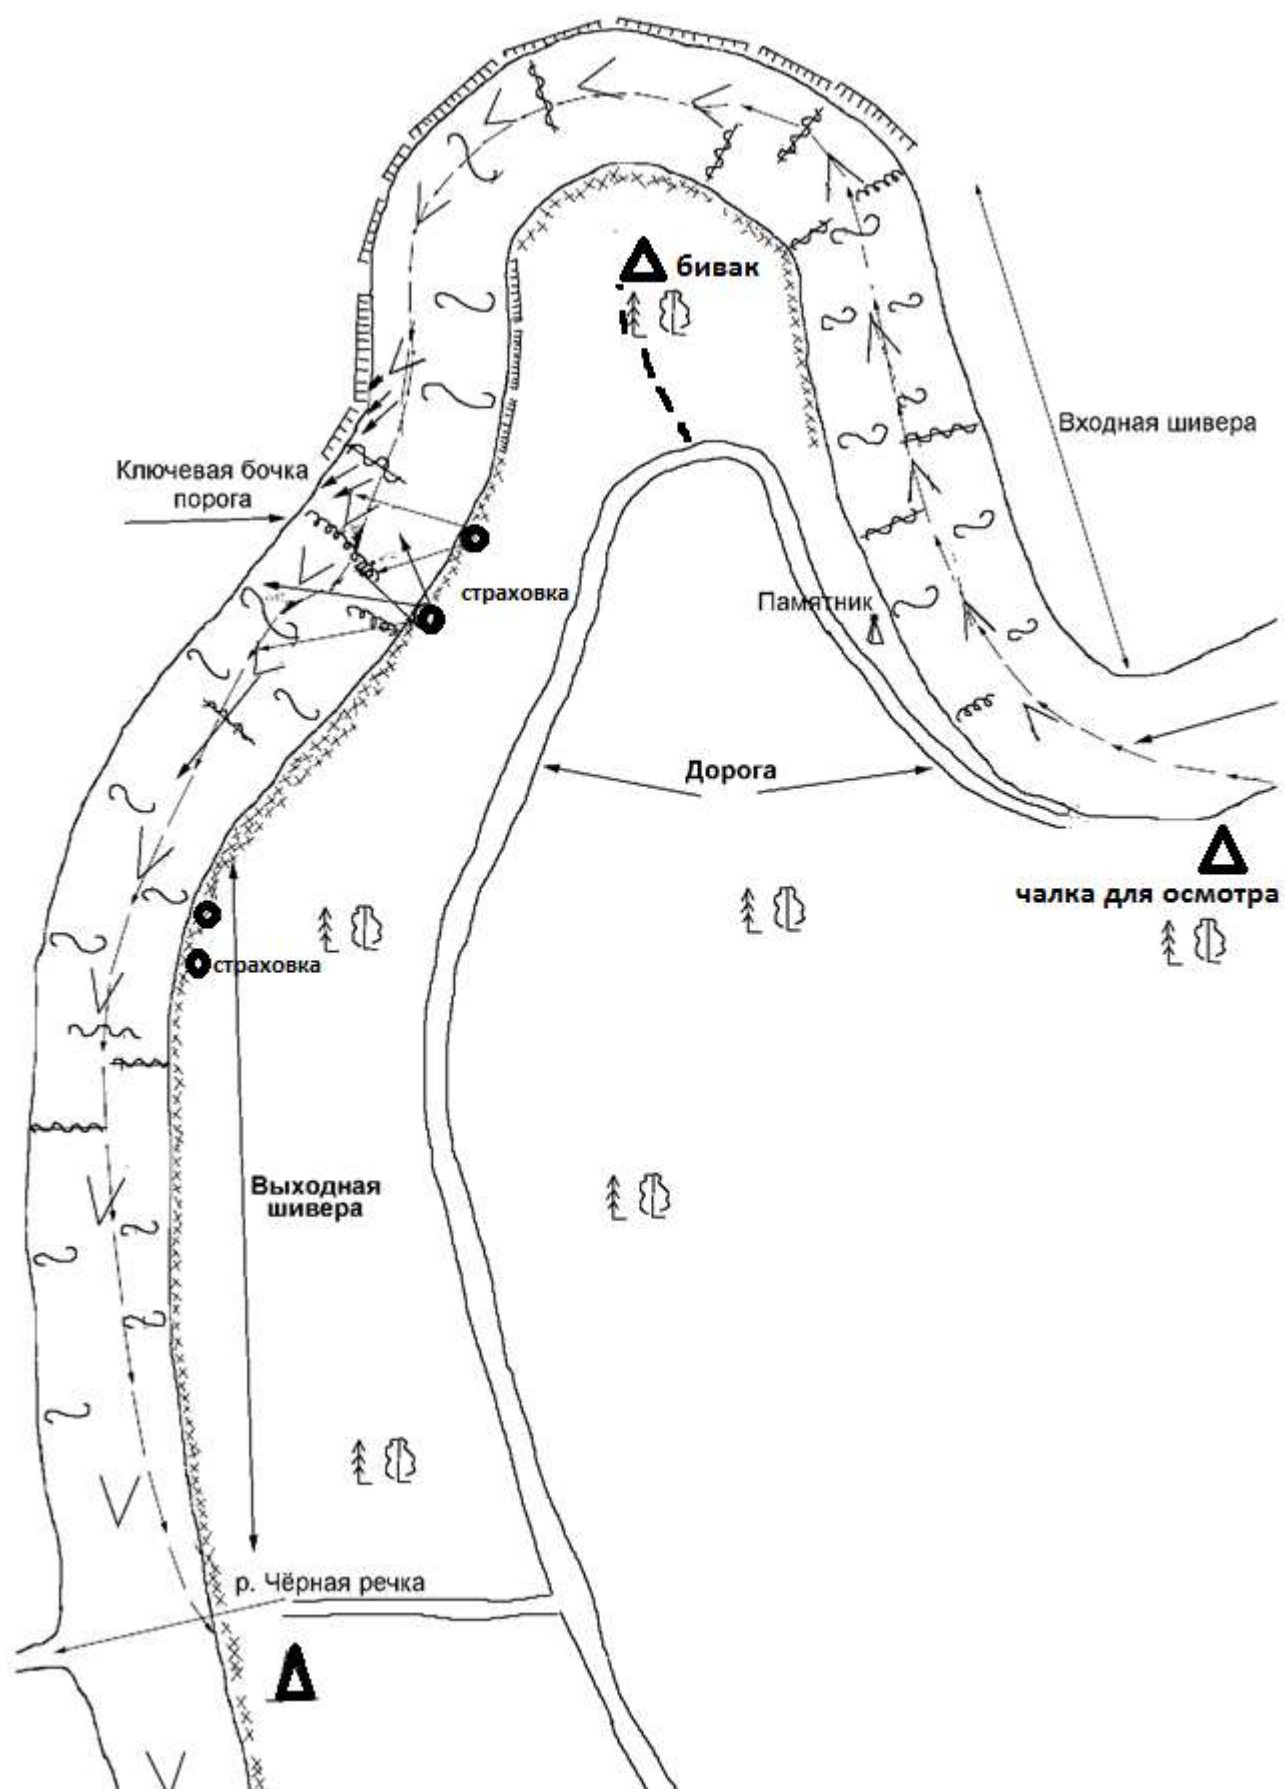 бивак
Входная шивера
Ключевая бочка
порога
страховка
Памятник
Дорога
чалка для осмотра
страховка
Выходная
шивера
р. Чёрная речка